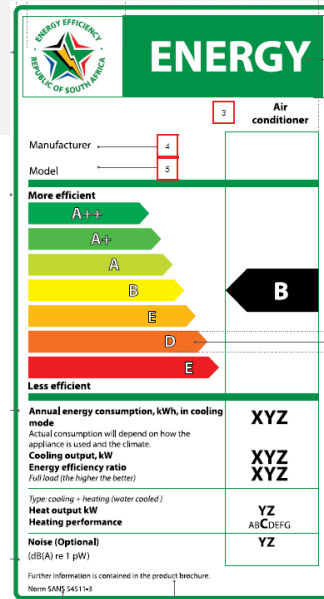 ENERGY EFFICIENCY
REPUBLIC OF SOUTH AFRICA
ENERGY
3
Air
conditioner
Manufacturer
4
Model
5
More efficient
A++
A+
A
B
B
E
D
E
Less efficient
Annual energy consumption, kWh, in cooling
mode
XYZ
Actual consumption will depend on how the
appliance is used and the climate.
Cooling output, kW
XYZ
Energy efficiency ratio
XYZ
Full load (the higher the better)
Type: cooling + heating (water cooled )
Heat output kW
YZ
Heating performance
ABCDEFG
Noise (Optional)
YZ
(dB(A) re 1 pW)
Further information is contained in the product brochure.
Norm SANS 54511•3